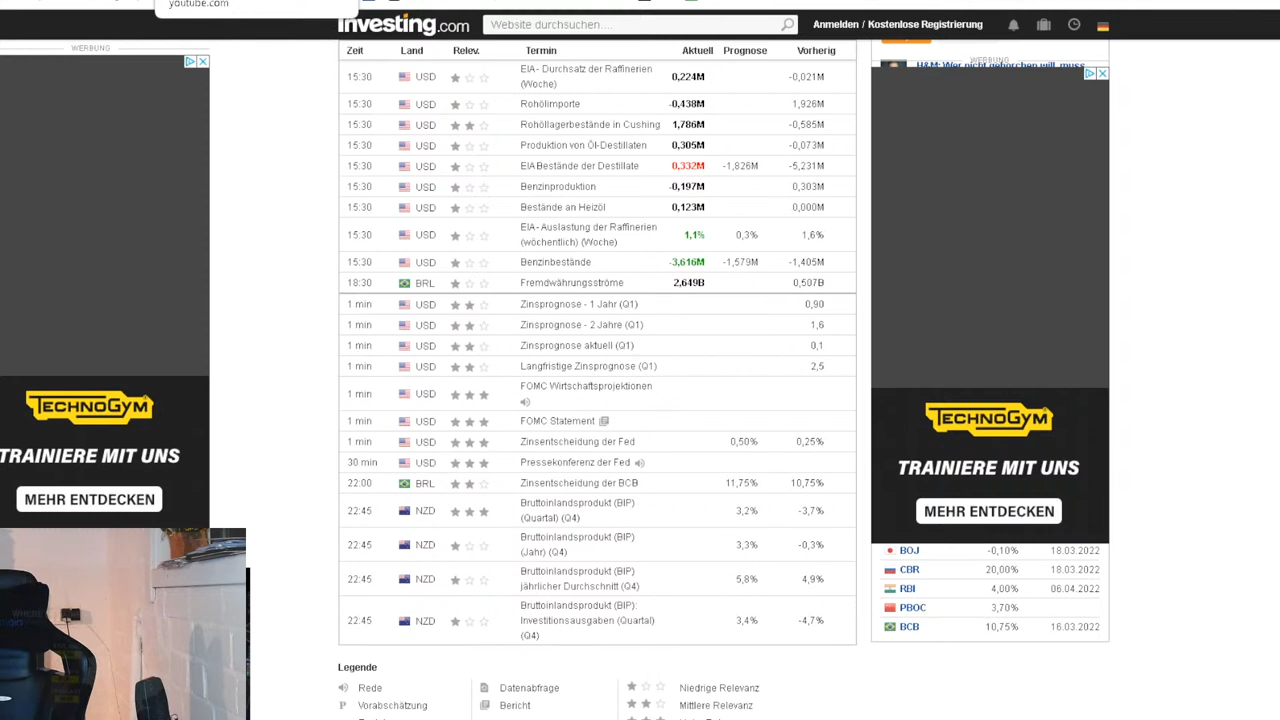 youtube.com
Investing.com
Website durchsuchen...
Anmelden / Kostenlose Registrierung
WERBUNG
Zeit Land Relev. Termin Aktuell Prognose Vorherig
15:30 USD EIA - Durchsatz der Raffinerien (Woche) 0,224M -0,021M
15:30 USD Rohölimporte -0,438M 1,926M
15:30 USD Rohöllagerbestände in Cushing 1,786M -0,585M
15:30 USD Produktion von Öl-Destillaten 0,305M -0,073M
15:30 USD EIA Bestände der Destillate 0,332M -1,826M -5,231M
15:30 USD Benzinproduktion -0,197M 0,303M
15:30 USD Bestände an Heizöl 0,123M 0,000M
15:30 USD EIA - Auslastung der Raffinerien (wöchentlich) (Woche) 1,1% 0,3% 1,6%
15:30 USD Benzinbestände -3,616M -1,579M -1,405M
18:30 BRL Fremdwährungsströme 2,649B 0,507B
1 min USD Zinsprognose - 1 Jahr (Q1) 0,90
1 min USD Zinsprognose - 2 Jahre (Q1) 1,6
1 min USD Zinsprognose aktuell (Q1) 0,1
1 min USD Langfristige Zinsprognose (Q1) 2,5
1 min USD FOMC Wirtschaftsprojektionen
1 min USD FOMC Statement
1 min USD Zinsentscheidung der Fed 0,50% 0,25%
30 min USD Pressekonferenz der Fed
22:00 BRL Zinsentscheidung der BCB 11,75% 10,75%
22:45 NZD Bruttoinlandsprodukt (BIP) (Quartal) (Q4) 3,2% -3,7%
22:45 NZD Bruttoinlandsprodukt (BIP) (Jahr) (Q4) 3,3% -0,3%
22:45 NZD Bruttoinlandsprodukt (BIP) jährlicher Durchschnitt (Q4) 5,8% 4,9%
22:45 NZD Bruttoinlandsprodukt (BIP): Investitionsausgaben (Quartal) (Q4) 3,4% -4,7%
Legende
Rede Datenabfrage Niedrige Relevanz
P Vorabschätzung Bericht Mittlere Relevanz
TECHNOGYM
TRAINIERE MIT UNS
MEHR ENTDECKEN
H&M: Wer nicht gehorchen will, muss
WERBUNG
TECHNOGYM
TRAINIERE MIT UNS
MEHR ENTDECKEN
BOJ -0,10% 18.03.2022
CBR 20,00% 18.03.2022
RBI 4,00% 06.04.2022
PBOC 3,70%
BCB 10,75% 16.03.2022